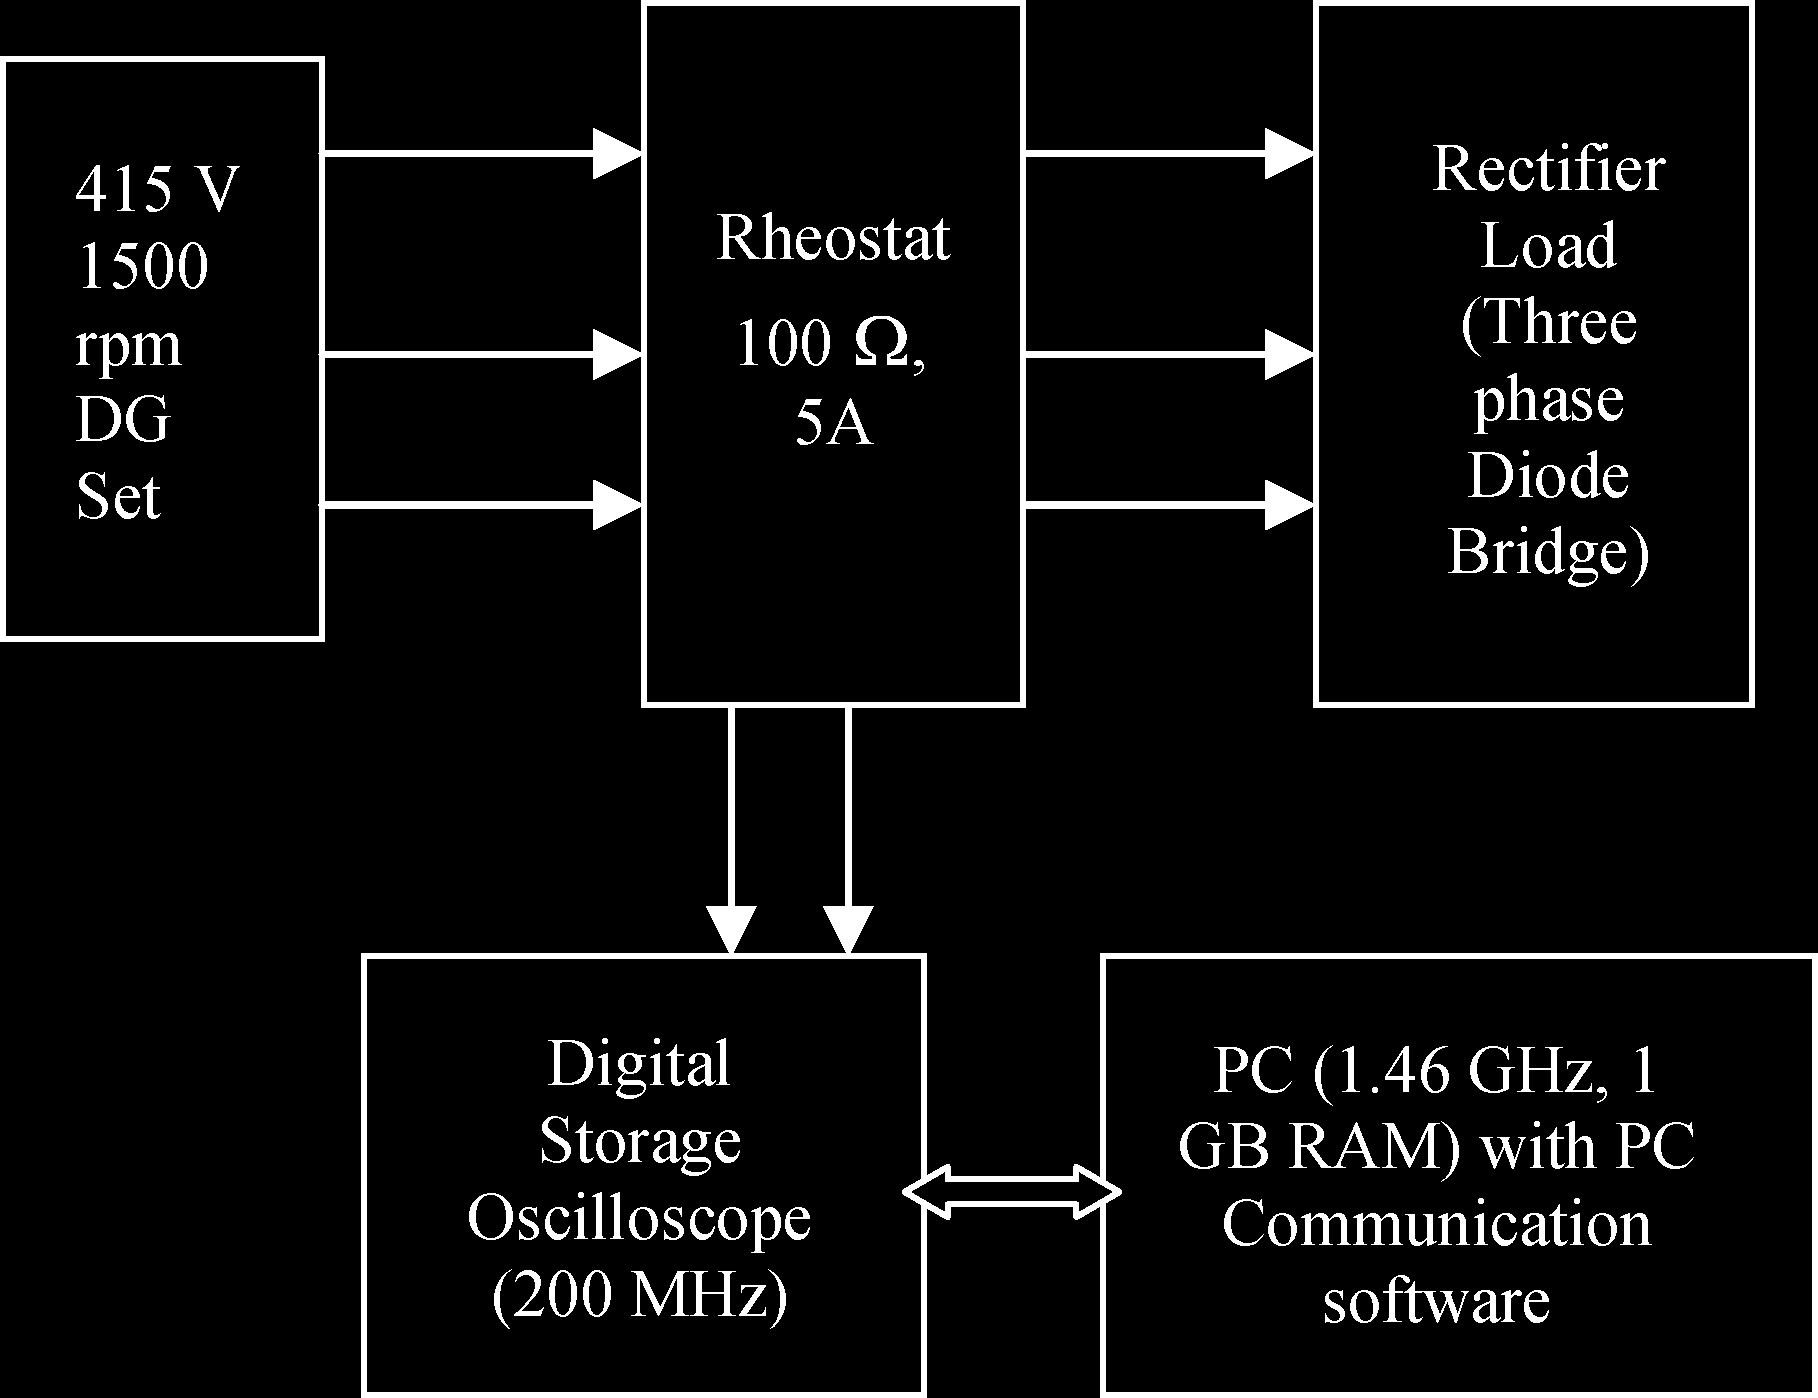 415 V
1500
rpm
DG
Set
Rheostat
100 Ω,
5A
Rectifier
Load
(Three
phase
Diode
Bridge)
Digital
Storage
Oscilloscope
(200 MHz)
PC (1.46 GHz, 1
GB RAM) with PC
Communication
software